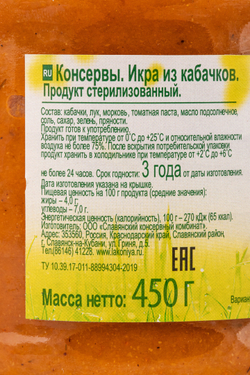 RU Консервы. Икра из кабачков.
Продукт стерилизованный.
Состав: кабачки, лук, морковь, томатная паста, масло подсолнечное,
соль, сахар, зелень, пряности.
Продукт готов к употреблению.
Хранить при температуре от 0°С до +25°С и относительной влажности
воздуха не более 75%. После вскрытия потребительской упаковки
продукт хранить в холодильнике при температуре от +2°С до +6°С
не более 24 часов. Срок годности: 3 года от даты изготовления.
Дата изготовления указана на крышке.
Пищевая ценность на 100 г продукта (средние значения):
жиры – 4,0 г;
углеводы – 7,0 г.
Энергетическая ценность (калорийность), 100 г – 270 кДж (65 ккал).
Изготовитель: ООО «Славянский консервный комбинат».
Адрес: 353560, Россия, Краснодарский край, Славянский район,
г. Славянск-на-Кубани, ул. Гриня, д.5.
Тел.(86146) 41228. www.lakoniya.ru
ТУ 10.39.17-011-88994304-2019
ЕАС
Масса нетто: 450 г
Вариан